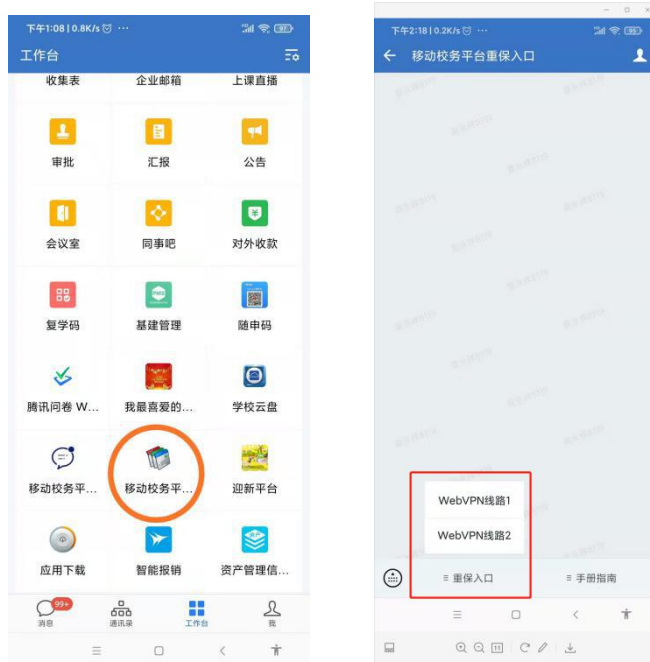 下午1:08 | 0.8K/s
工作台
收集表 企业邮箱 上课直播
审批 汇报 公告
会议室 同事吧 对外收款
复学码 基建管理 随申码
腾讯问卷 W... 我最喜爱的... 学校云盘
移动校务平... 移动校务平... 迎新平台
应用下载 智能报销 资产管理信...
99+
消息 通讯录 工作台 我
下午2:18 | 0.2K/s
移动校务平台重保入口
WebVPN线路1
WebVPN线路2
重保入口 手册指南